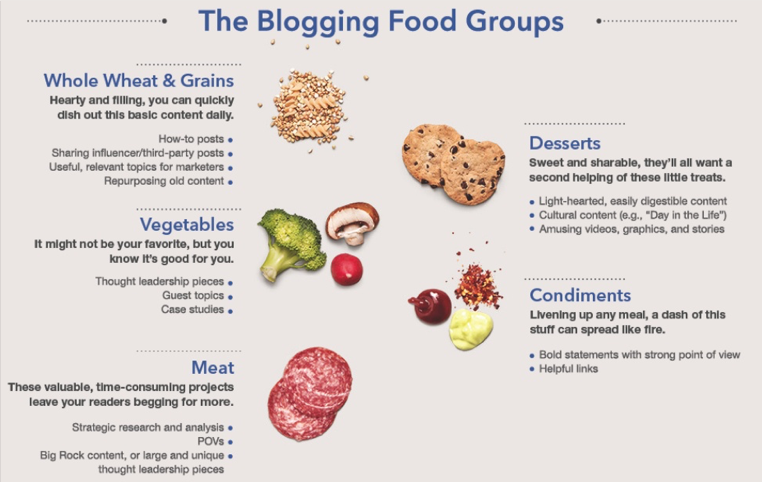 The Blogging Food Groups
Whole Wheat & Grains
Hearty and filling, you can quickly
dish out this basic content daily.
How-to posts •
Sharing influencer/third-party posts •
Useful, relevant topics for marketers •
Repurposing old content •
Vegetables
It might not be your favorite, but you
know it's good for you.
Thought leadership pieces •
Guest topics •
Case studies •
Meat
These valuable, time-consuming projects
leave your readers begging for more.
Strategic research and analysis •
POVs •
Big Rock content, or large and unique •
thought leadership pieces
Desserts
Sweet and sharable, they'll all want a
second helping of these little treats.
• Light-hearted, easily digestible content
• Cultural content (e.g., “Day in the Life”)
• Amusing videos, graphics, and stories
Condiments
Livening up any meal, a dash of this
stuff can spread like fire.
• Bold statements with strong point of view
• Helpful links